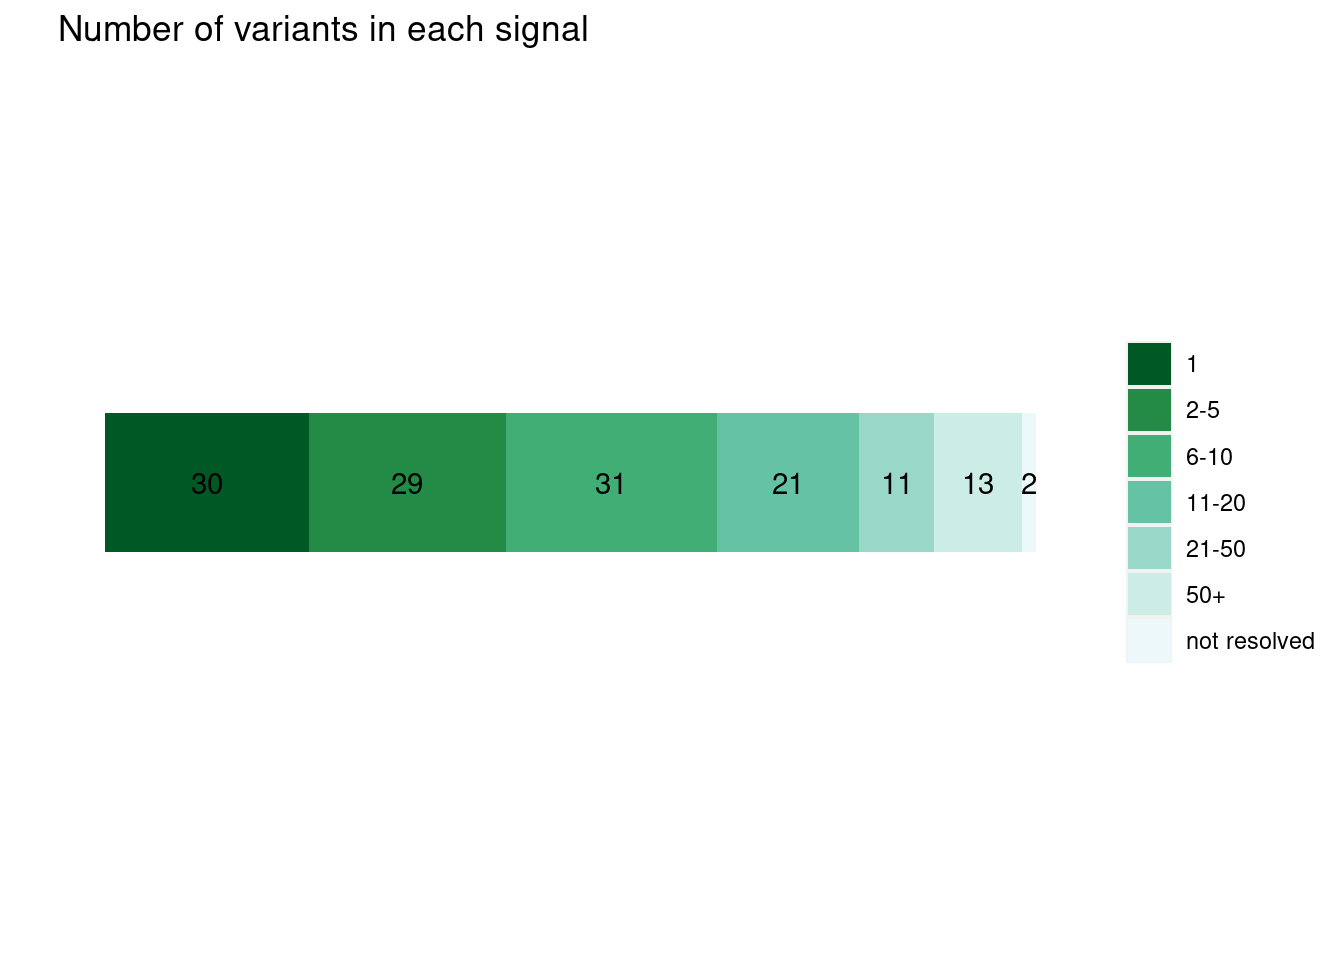 Number of variants in each signal
30 29 31 21 11 13 2
1
2-5
6-10
11-20
21-50
50+
not resolved